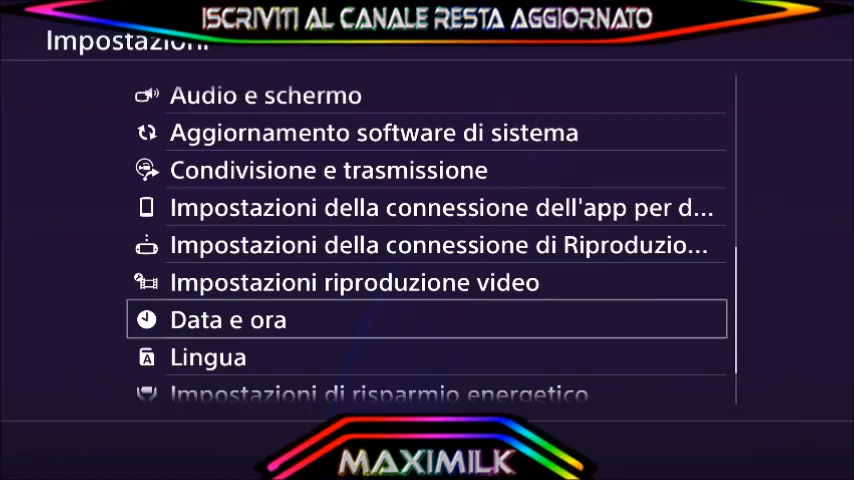 ISCRIVITI AL CANALE RESTA AGGIORNATO
Impostazioni
Audio e schermo
Aggiornamento software di sistema
Condivisione e trasmissione
Impostazioni della connessione dell'app per d...
Impostazioni della connessione di Riproduzio...
Impostazioni riproduzione video
Data e ora
Lingua
Impostazioni di risparmio energetico
MAXIMILK